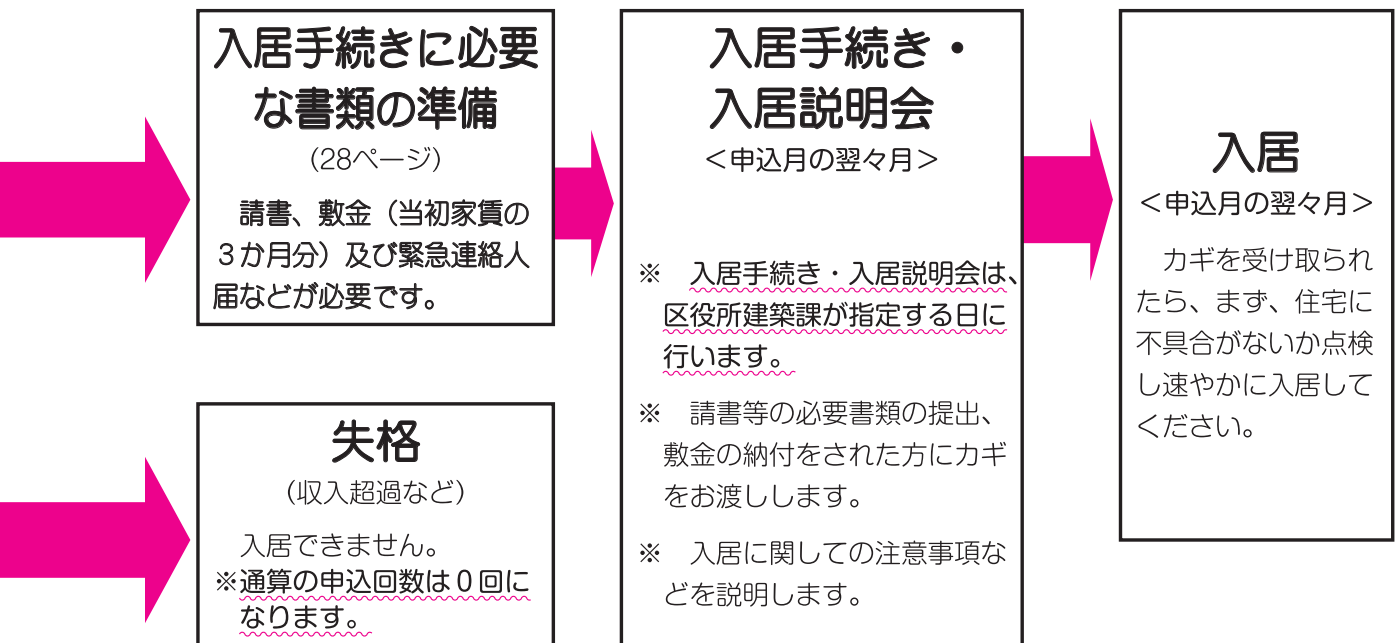 入居手続きに必要
な書類の準備
（28ページ）
請書、敷金（当初家賃の
３か月分）及び緊急連絡人
届などが必要です。
失格
（収入超過など）
入居できません。
※通算の申込回数は０回に
なります。
入居手続き・
入居説明会
＜申込月の翌々月＞
※　入居手続き・入居説明会は、
区役所建築課が指定する日に
行います。
※　請書等の必要書類の提出、
敷金の納付をされた方にカギ
をお渡しします。
※　入居に関しての注意事項な
どを説明します。
入居
＜申込月の翌々月＞
カギを受け取られ
たら、まず、住宅に
不具合がないか点検
し速やかに入居して
ください。